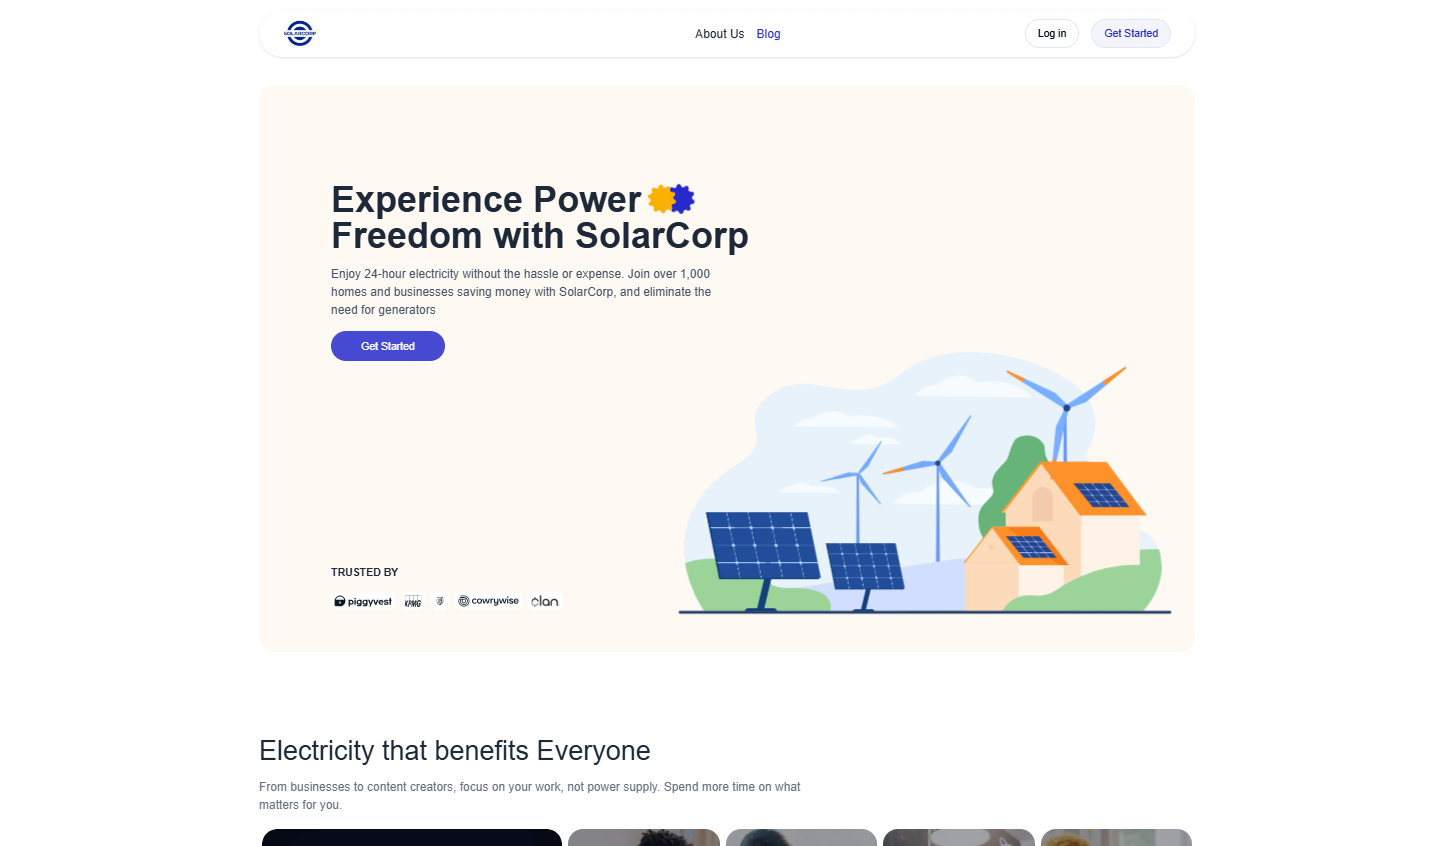 SOLARCORP
About Us
Blog
Log in
Get Started
Experience Power
Freedom with SolarCorp
Enjoy 24-hour electricity without the hassle or expense. Join over 1,000
homes and businesses saving money with SolarCorp, and eliminate the
need for generators
Get Started
TRUSTED BY
piggyvest
KPMG
cowrywise
clan
Electricity that benefits Everyone
From businesses to content creators, focus on your work, not power supply. Spend more time on what
matters for you.